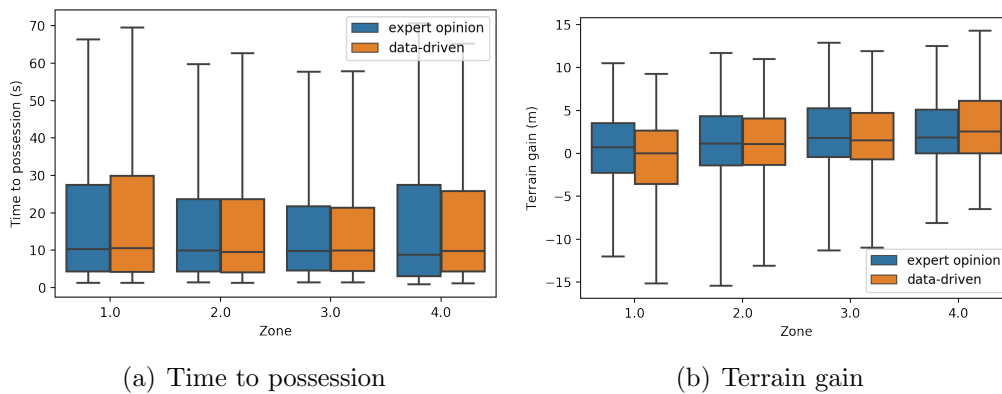 70
60
50
40
30
20
10
0
Time to possession (s)
expert opinion
data-driven
1.0 2.0 3.0 4.0
Zone
(a) Time to possession
15
10
5
0
−5
−10
−15
Terrain gain (m)
expert opinion
data-driven
1.0 2.0 3.0 4.0
Zone
(b) Terrain gain